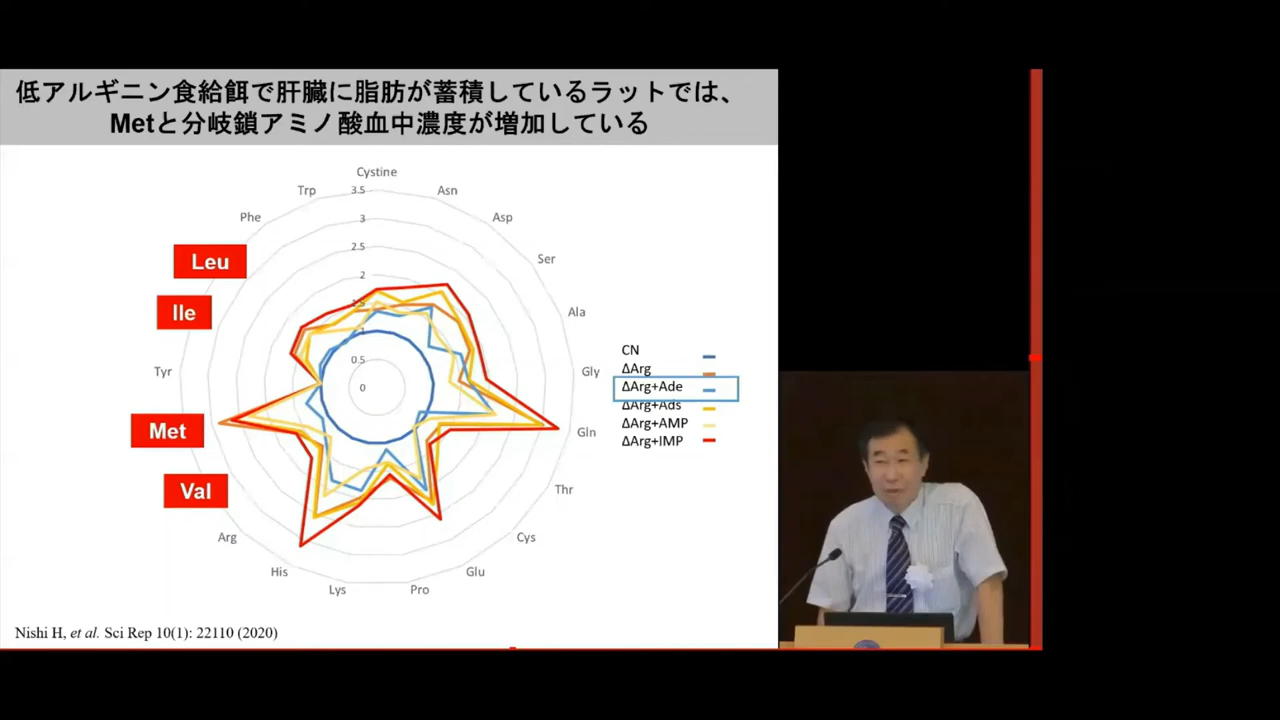 低アルギニン食給餌で肝臓に脂肪が蓄積しているラットでは、
Metと分岐鎖アミノ酸血中濃度が増加している
Cystine
Trp
3.5
Asn
Phe
3
Asp
2.5
Leu
Ser
2
Ile
1.5
Ala
1
CN
0.5
ΔArg
Tyr
Gly
0
ΔArg+Ade
ΔArg+Ads
ΔArg+AMP
Met
Gln
ΔArg+IMP
Val
Thr
Arg
Cys
His
Glu
Lys
Pro
Nishi H, et al. Sci Rep 10(1): 22110 (2020)